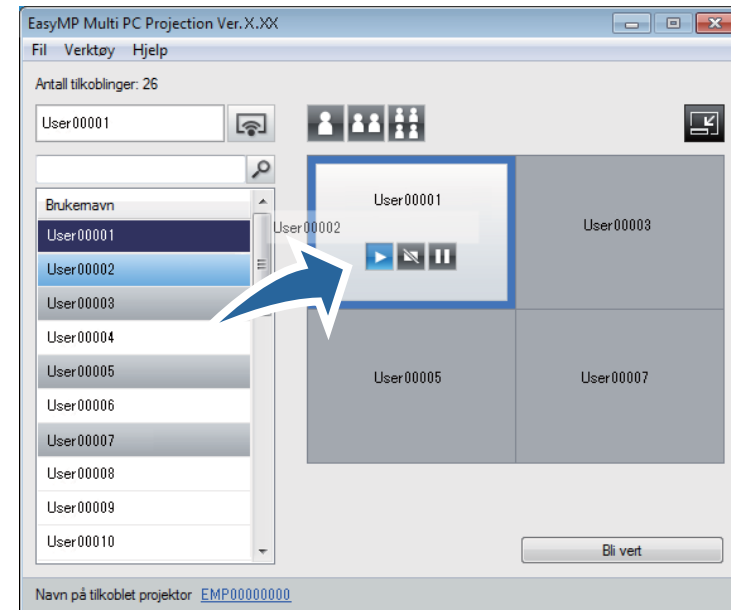 EasyMP Multi PC Projection Ver.X.XX
Fil Verktøy Hjelp
Antall tilkoblinger: 26
User00001
Brukernavn
User00001
User00002
User00003
User00004
User00005
User00006
User00007
User00008
User00009
User00010
User00002
User00001
User00003
User00005
User00007
Bli vert
Navn på tilkoblet projektor EMP00000000